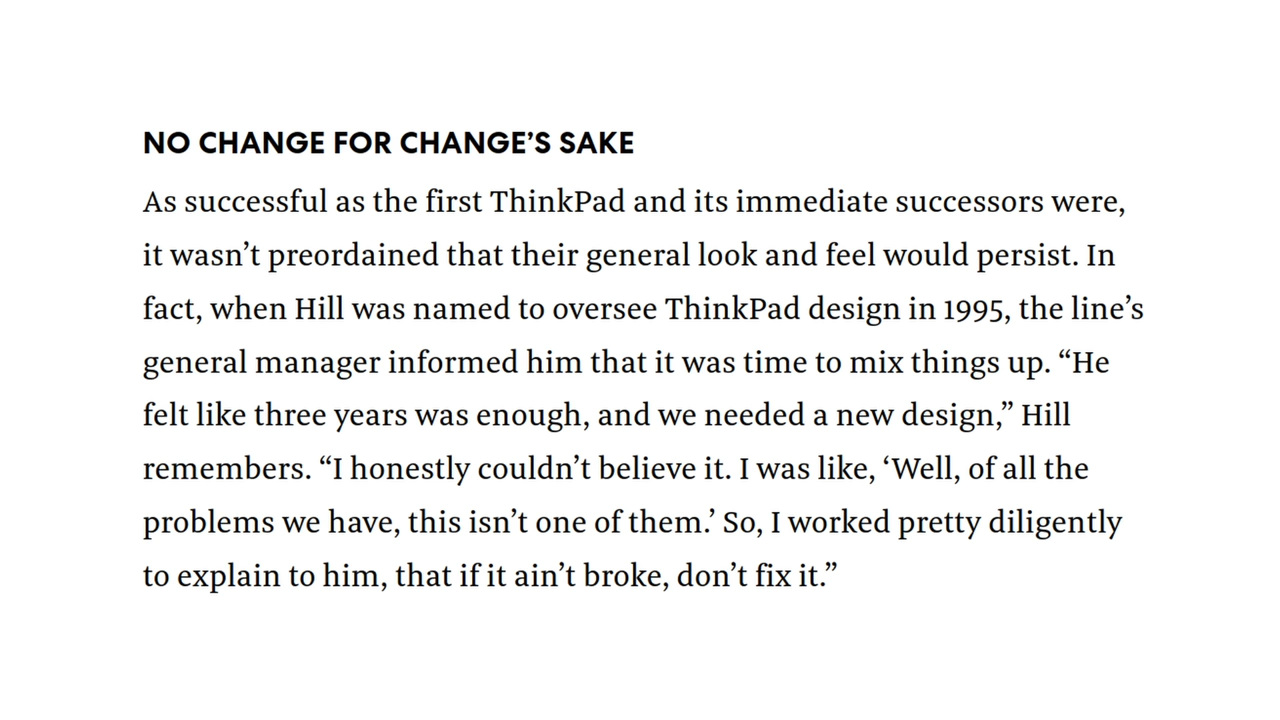 NO CHANGE FOR CHANGE’S SAKE
As successful as the first ThinkPad and its immediate successors were,
it wasn’t preordained that their general look and feel would persist. In
fact, when Hill was named to oversee ThinkPad design in 1995, the line’s
general manager informed him that it was time to mix things up. “He
felt like three years was enough, and we needed a new design,” Hill
remembers. “I honestly couldn’t believe it. I was like, ‘Well, of all the
problems we have, this isn’t one of them.’ So, I worked pretty diligently
to explain to him, that if it ain’t broke, don’t fix it.”